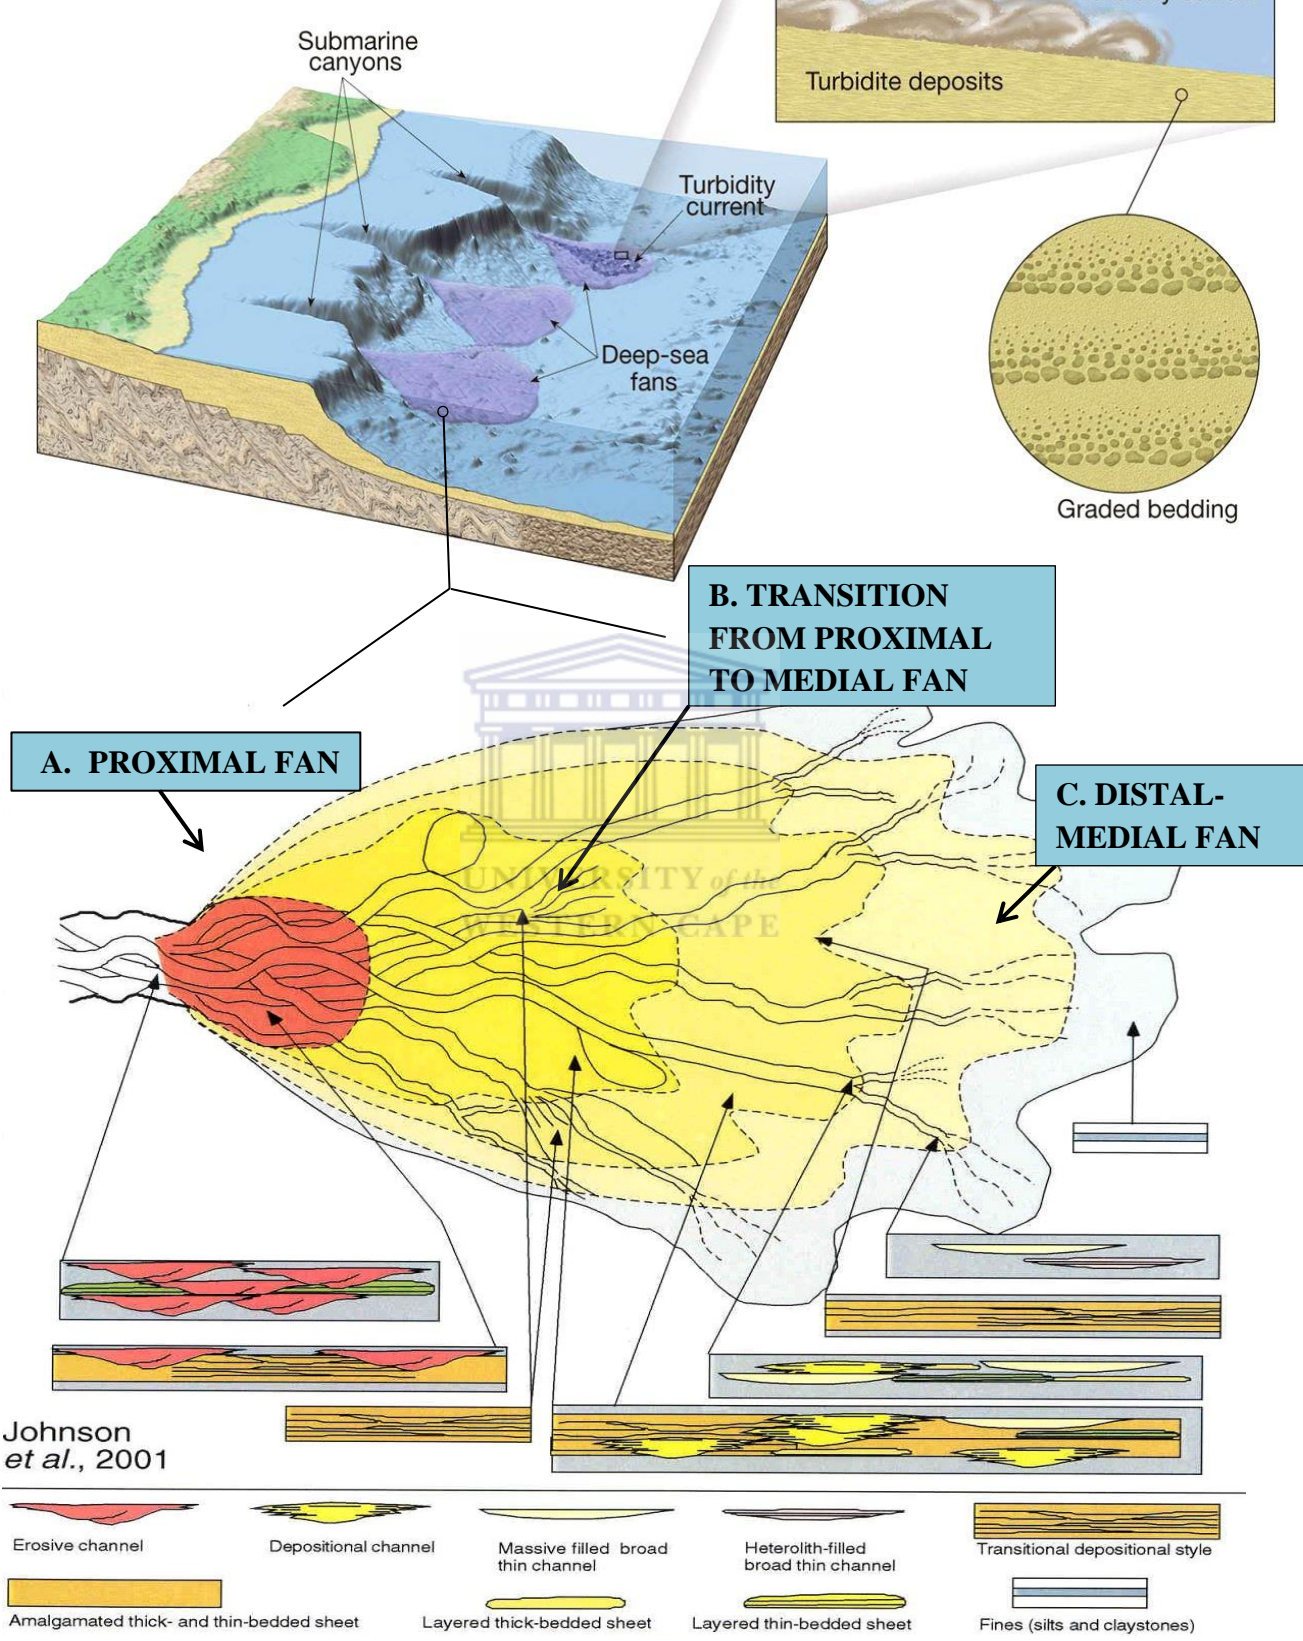 Submarine
canyons
Turbidite deposits
Turbidity
current
Deep-sea
fans
Graded bedding
B. TRANSITION
FROM PROXIMAL
TO MEDIAL FAN
A. PROXIMAL FAN
C. DISTAL-
MEDIAL FAN
UNIVERSITY of the
WESTERN CAPE
Johnson
et al., 2001
Erosive channel
Depositional channel
Massive filled broad
thin channel
Heterolith-filled
broad thin channel
Transitional depositional style
Amalgamated thick- and thin-bedded sheet
Layered thick-bedded sheet
Layered thin-bedded sheet
Fines (silts and claystones)